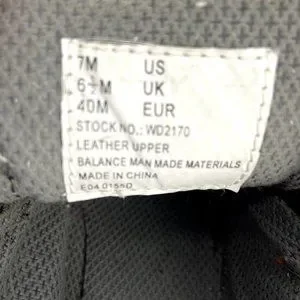 7M US
6½M UK
40M EUR
STOCK NO.: WD2170
LEATHER UPPER
BALANCE MAN MADE MATERIALS
MADE IN CHINA
E04 0155D